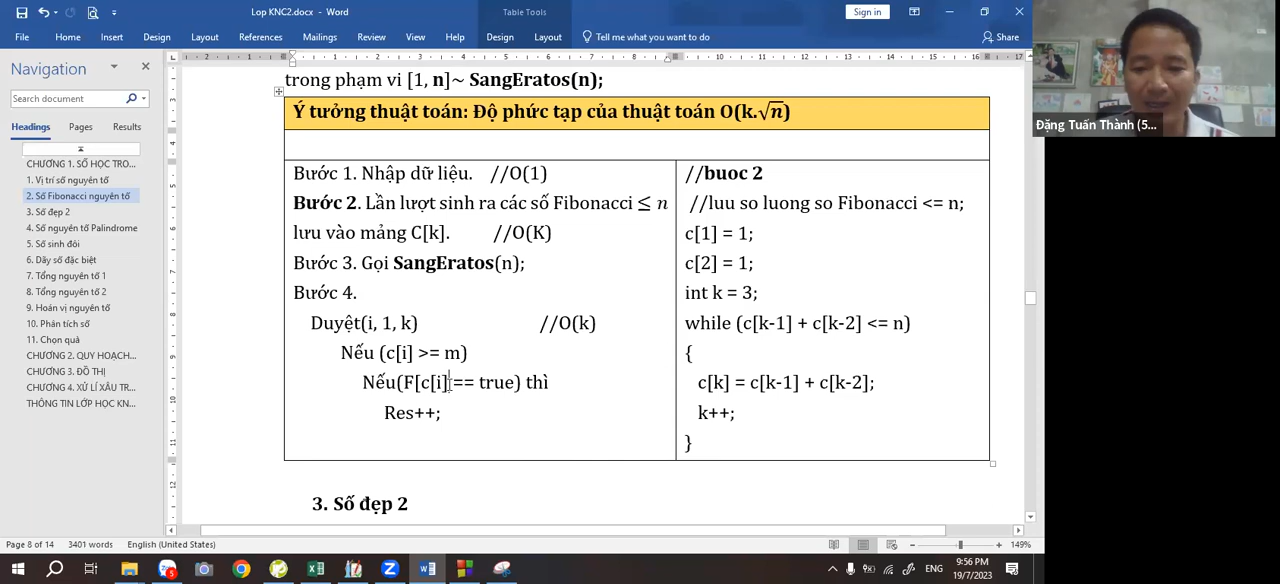 Lop KNC2.docx - Word
Table Tools
Sign in
File Home Insert Design Layout References Mailings Review View Help Design Layout Tell me what you want to do Share
Navigation
Search document
Headings Pages Results
CHƯƠNG 1. SỐ HỌC TRO...
1. Vị trí số nguyên tố
2. Số Fibonacci nguyên tố
3. Số đẹp 2
4. Số nguyên tố Palindrome
5. Số sinh đôi
6. Dãy số đặc biệt
7. Tổng nguyên tố 1
8. Tổng nguyên tố 2
9. Hoán vị nguyên tố
10. Phân tích số
11. Chọn quà
CHƯƠNG 2. QUY HOẠCH...
CHƯƠNG 3. ĐỒ THỊ
CHƯƠNG 4. XỬ LÍ XÂU TR...
THÔNG TIN LỚP HỌC KN...
trong phạm vi [1, n]~ SangEratos(n);
Ý tưởng thuật toán: Độ phức tạp của thuật toán O(k.√n)
Bước 1. Nhập dữ liệu. //O(1)
Bước 2. Lần lượt sinh ra các số Fibonacci ≤ n
lưu vào mảng C[k]. //O(K)
Bước 3. Gọi SangEratos(n);
Bước 4.
Duyệt(i, 1, k) //O(k)
Nếu (c[i] >= m)
Nếu(F[c[i] == true) thì
Res++;
//buoc 2
//luu so luong so Fibonacci <= n;
c[1] = 1;
c[2] = 1;
int k = 3;
while (c[k-1] + c[k-2] <= n)
{
c[k] = c[k-1] + c[k-2];
k++;
}
3. Số đẹp 2
Đặng Tuấn Thành (5...
Page 8 of 14 3401 words English (United States) 149%
ENG
9:56 PM
19/7/2023